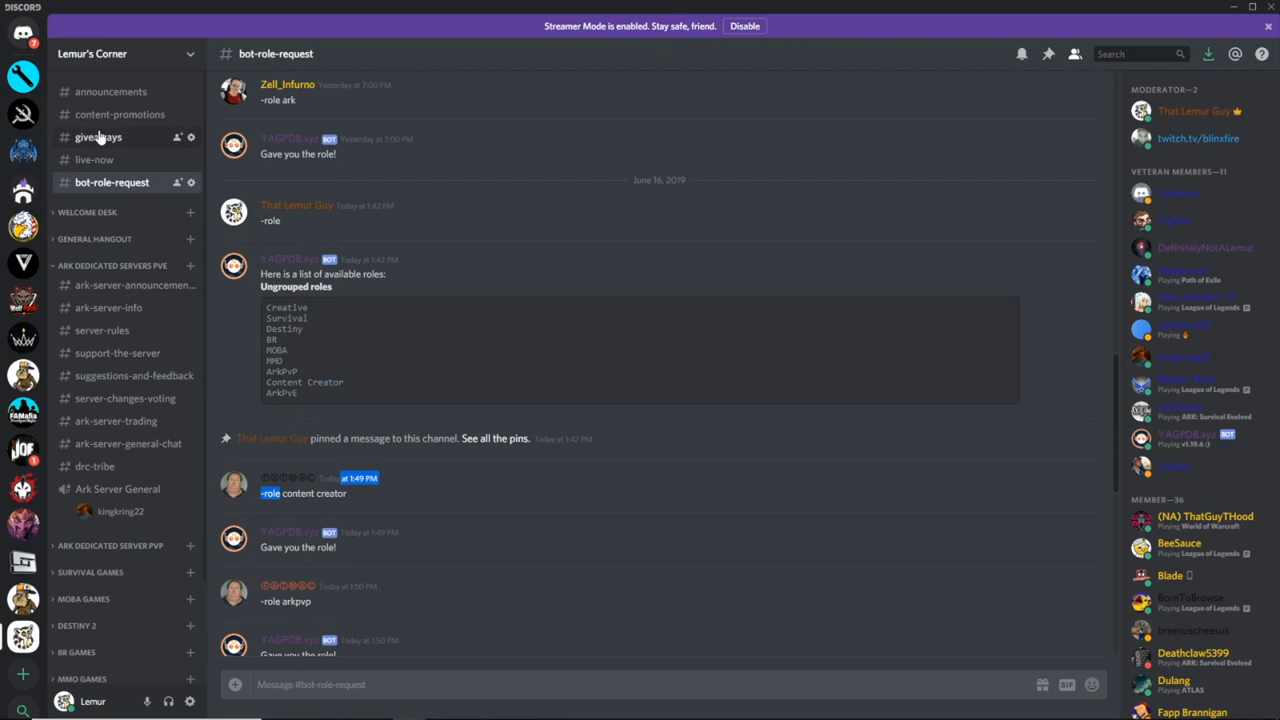 DISCORD
Streamer Mode is enabled. Stay safe, friend. Disable
7
Lemur's Corner
announcements
content-promotions
live-now
bot-role-request
WELCOME DESK
GENERAL HANGOUT
ARK DEDICATED SERVERS PVE
ark-server-announcemen...
ark-server-info
server-rules
support-the-server
suggestions-and-feedback
server-changes-voting
ark-server-trading
ark-server-general-chat
drc-tribe
Ark Server General
kingkring22
ARK DEDICATED SERVER PVP
SURVIVAL GAMES
MOBA GAMES
DESTINY 2
BR GAMES
MMO GAMES
Lemur
1
# bot-role-request
Search
Zell_Infurno Yesterday at 7:00 PM
-role ark
YAGPDB.xyz BOT Yesterday at 7:00 PM
Gave you the role!
June 16, 2019
That Lemur Guy Today at 1:42 PM
-role
YAGPDB.xyz BOT Today at 1:42 PM
Here is a list of available roles:
Ungrouped roles
Creative
Survival
Destiny
BR
MOBA
MMO
ArkPvP
Content Creator
ArkPvE
That Lemur Guy pinned a message to this channel. See all the pins. Today at 1:42 PM
Today at 1:49 PM
-role content creator
YAGPDB.xyz BOT Today at 1:49 PM
Gave you the role!
Today at 1:50 PM
-role arkpvp
YAGPDB.xyz BOT Today at 1:50 PM
Gave you the role!
Message #bot-role-request
GIF
MODERATOR—2
That Lemur Guy
twitch.tv/blinxfire
VETERAN MEMBERS—11
DefinitelyNotALemur
Playing Path of Exile
Playing League of Legends
Playing
kingkring22
Playing League of Legends
Playing ARK: Survival Evolved
YAGPDB.xyz BOT
Playing v1.19.6 :)
MEMBER—36
(NA) ThatGuyTHood
Playing World of Warcraft
BeeSauce
Playing League of Legends
Blade
BornToBrowse
Playing League of Legends
breesuscheesus
Deathclaw5399
Playing ARK: Survival Evolved
Dulang
Playing ATLAS
Fapp Brannigan